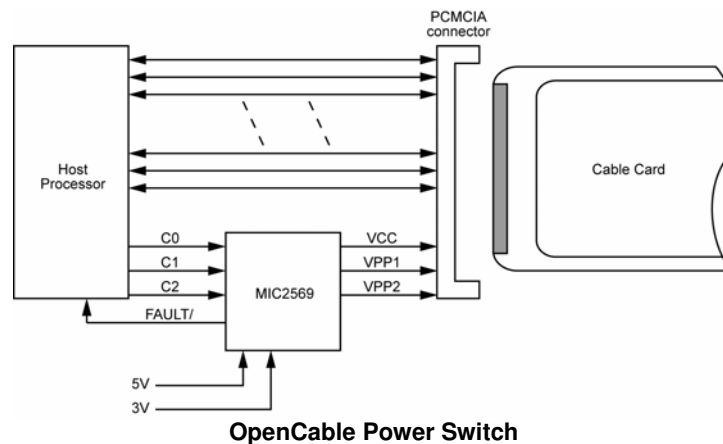 PCMCIA
connector
Host
Processor
Cable Card
C0
VCC
C1
VPP1
C2
MIC2569
VPP2
FAULT/
5V
3V
OpenCable Power Switch